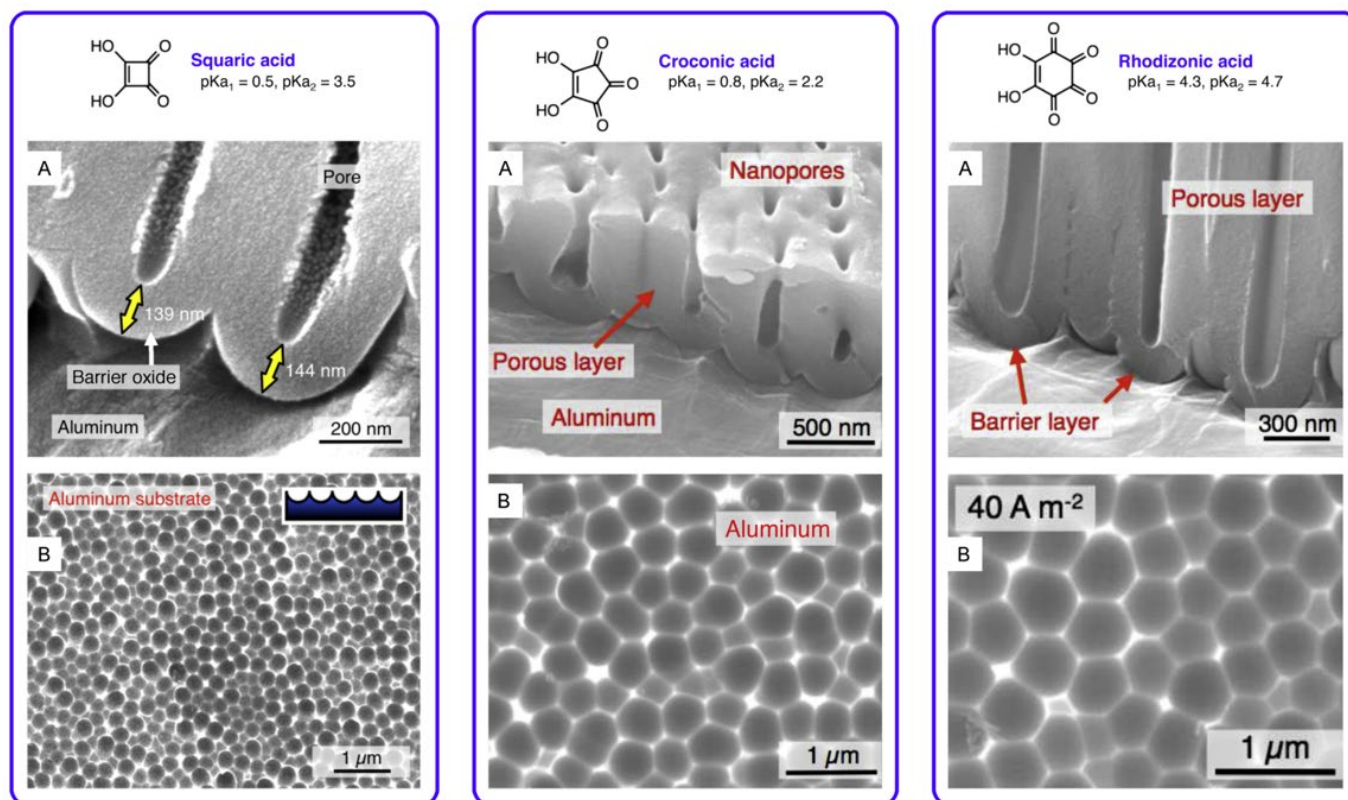 HO
O
HO
O
Squaric acid
pKa₁ = 0.5, pKa₂ = 3.5
A
Pore
139 nm
Barrier oxide
144 nm
Aluminum
200 nm
Aluminum substrate
B
1 µm
HO
O
O
HO
O
Croconic acid
pKa₁ = 0.8, pKa₂ = 2.2
A
Nanopores
Porous layer
Aluminum
500 nm
B
Aluminum
1 µm
O
HO
O
HO
O
O
Rhodizonic acid
pKa₁ = 4.3, pKa₂ = 4.7
A
Porous layer
Barrier layer
300 nm
40 A m⁻²
B
1 µm